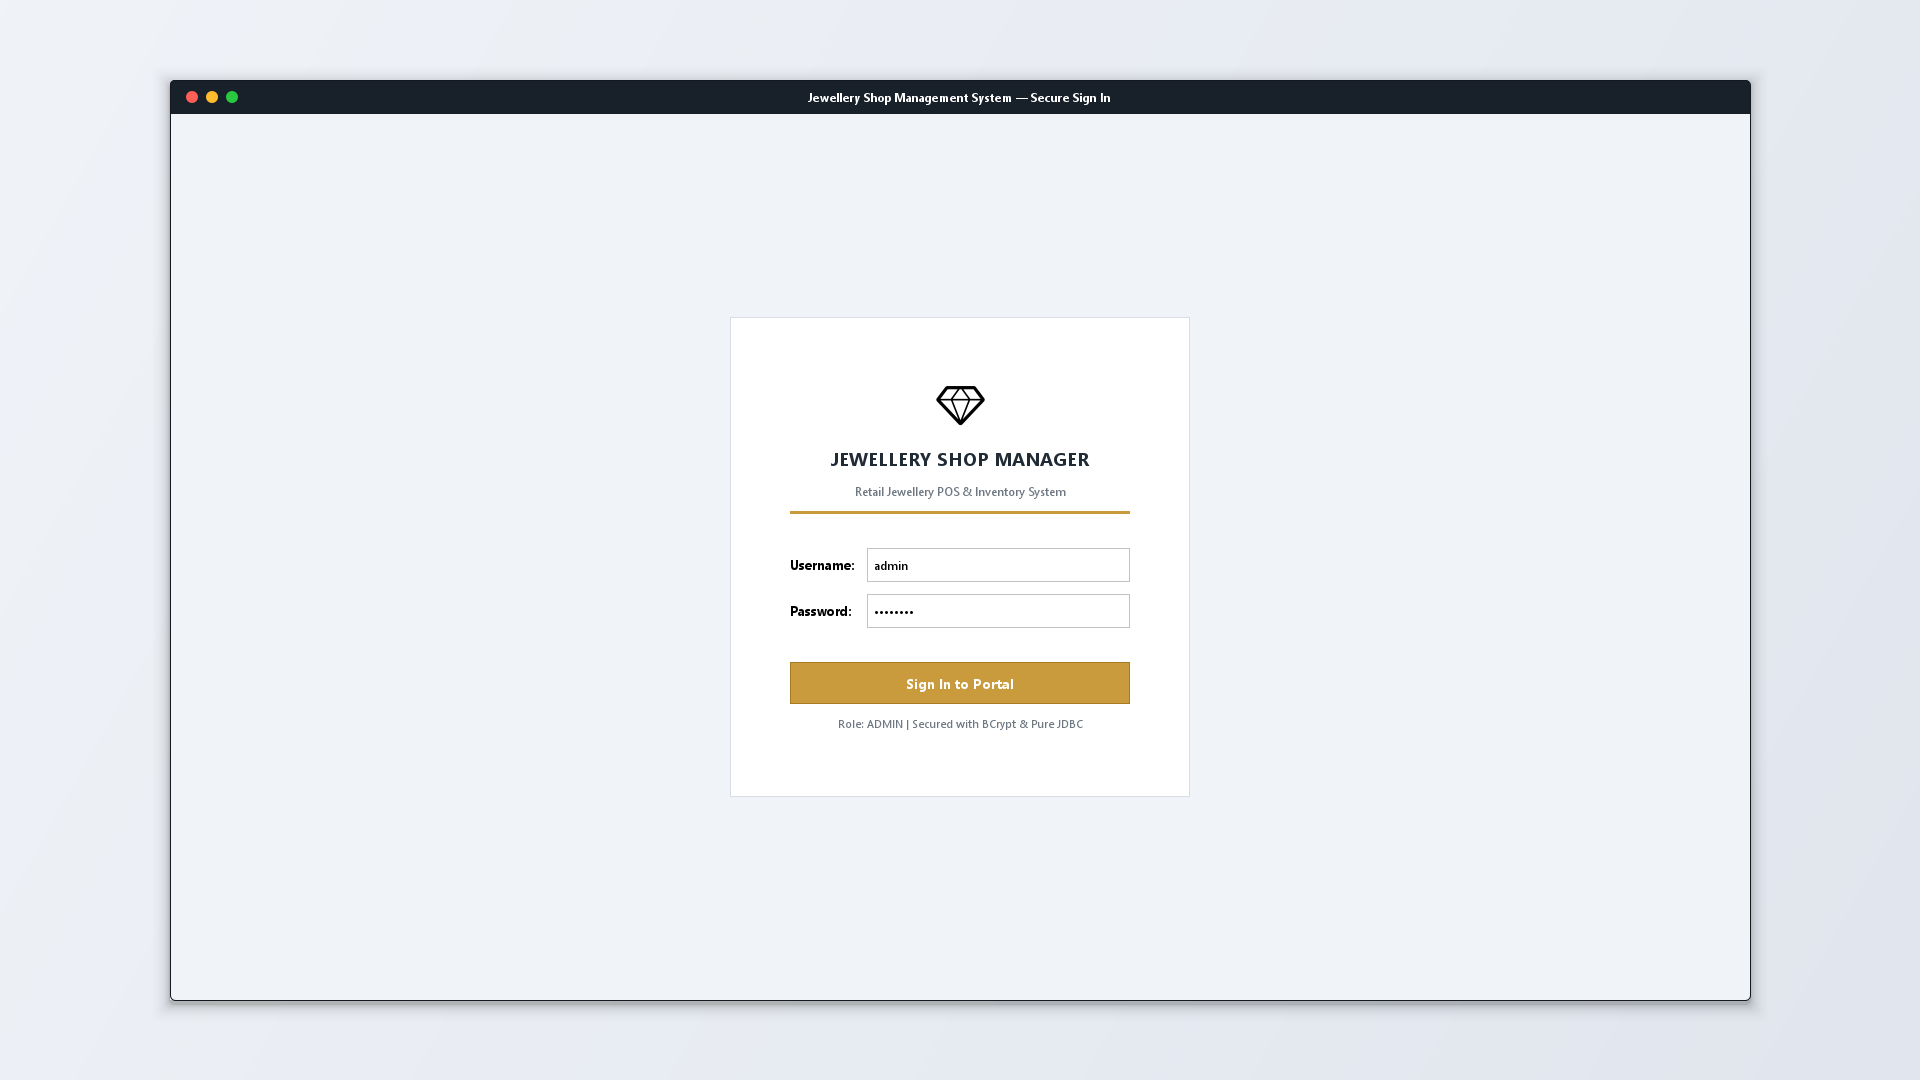 Jewellery Shop Management System — Secure Sign In
JEWELLERY SHOP MANAGER
Retail Jewellery POS & Inventory System
Username: admin
Password: ••••••••
Sign In to Portal
Role: ADMIN | Secured with BCrypt & Pure JDBC